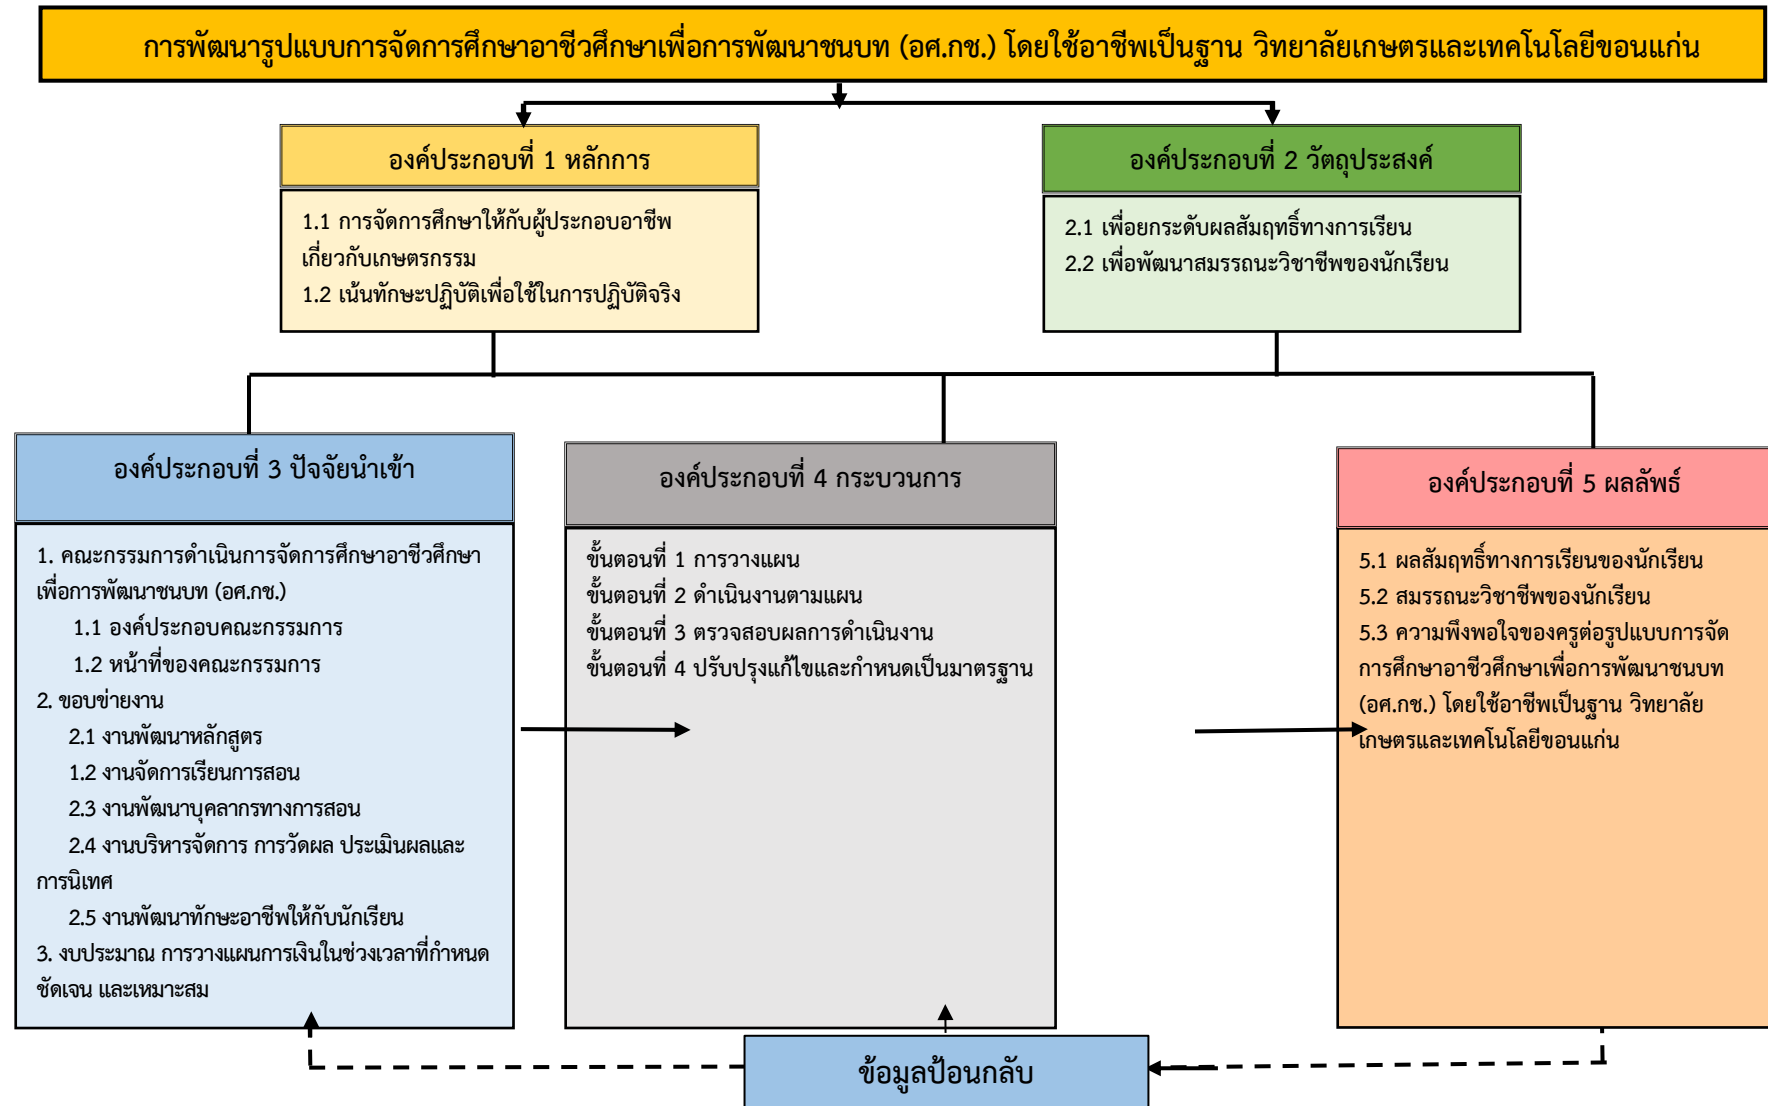 การพัฒนารูปแบบการจัดการศึกษาอาชีวศึกษาเพื่อการพัฒนาชนบท (อศ.กช.) โดยใช้อาชีพเป็นฐาน วิทยาลัยเกษตรและเทคโนโลยีขอนแก่น
องค์ประกอบที่ 1 หลักการ
1.1 การจัดการศึกษาให้กับผู้ประกอบอาชีพ
เกี่ยวกับเกษตรกรรม
1.2 เน้นทักษะปฏิบัติเพื่อใช้ในการปฏิบัติจริง
องค์ประกอบที่ 2 วัตถุประสงค์
2.1 เพื่อยกระดับผลสัมฤทธิ์ทางการเรียน
2.2 เพื่อพัฒนาสมรรถนะวิชาชีพของนักเรียน
องค์ประกอบที่ 3 ปัจจัยนำเข้า
1. คณะกรรมการดำเนินการจัดการศึกษาอาชีวศึกษา
เพื่อการพัฒนาชนบท (อศ.กช.)
1.1 องค์ประกอบคณะกรรมการ
1.2 หน้าที่ของคณะกรรมการ
2. ขอบข่ายงาน
2.1 งานพัฒนาหลักสูตร
1.2 งานจัดการเรียนการสอน
2.3 งานพัฒนาบุคลากรทางการสอน
2.4 งานบริหารจัดการ การวัดผล ประเมินผลและ
การนิเทศ
2.5 งานพัฒนาทักษะอาชีพให้กับนักเรียน
3. งบประมาณ การวางแผนการเงินในช่วงเวลาที่กำหนด
ชัดเจน และเหมาะสม
องค์ประกอบที่ 4 กระบวนการ
ขั้นตอนที่ 1 การวางแผน
ขั้นตอนที่ 2 ดำเนินงานตามแผน
ขั้นตอนที่ 3 ตรวจสอบผลการดำเนินงาน
ขั้นตอนที่ 4 ปรับปรุงแก้ไขและกำหนดเป็นมาตรฐาน
องค์ประกอบที่ 5 ผลลัพธ์
5.1 ผลสัมฤทธิ์ทางการเรียนของนักเรียน
5.2 สมรรถนะวิชาชีพของนักเรียน
5.3 ความพึงพอใจของครูต่อรูปแบบการจัด
การศึกษาอาชีวศึกษาเพื่อการพัฒนาชนบท
(อศ.กช.) โดยใช้อาชีพเป็นฐาน วิทยาลัย
เกษตรและเทคโนโลยีขอนแก่น
ข้อมูลป้อนกลับ